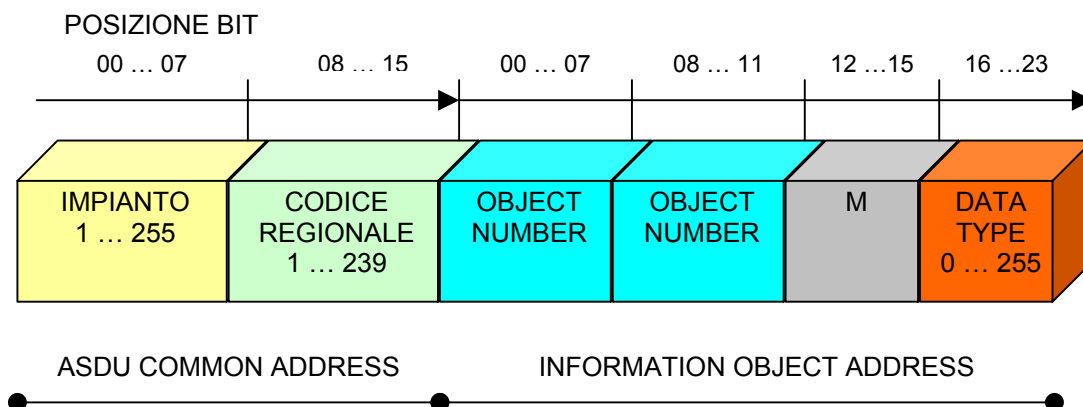 POSIZIONE BIT
00 … 07
08 … 15
00 … 07
08 … 11
12 …15
16 …23
IMPIANTO
1 … 255
CODICE
REGIONALE
1 … 239
OBJECT
NUMBER
OBJECT
NUMBER
M
DATA
TYPE
0 … 255
ASDU COMMON ADDRESS
INFORMATION OBJECT ADDRESS